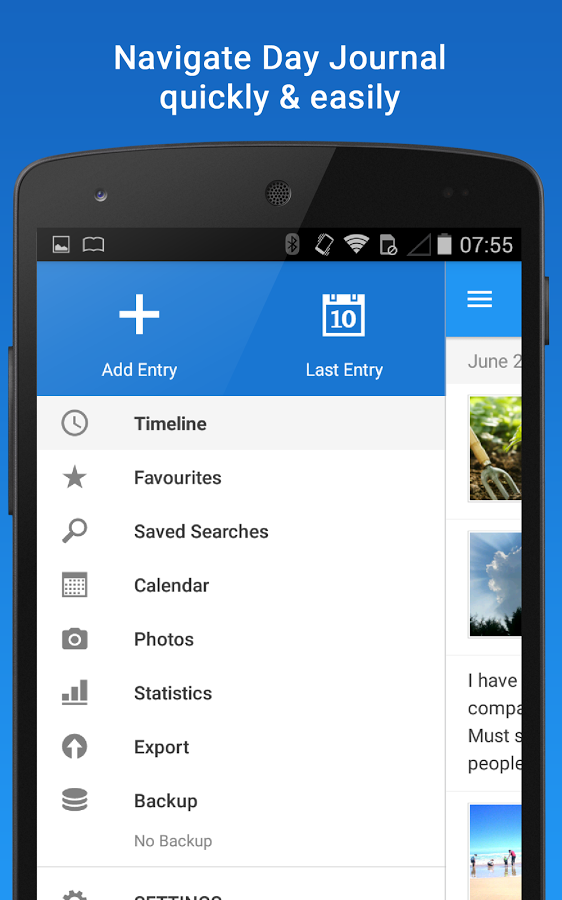 Navigate Day Journal
quickly & easily
07:55
10
Add Entry
Last Entry
June 2
Timeline
Favourites
Saved Searches
Calendar
Photos
Statistics
I have
Must s
people
Export
Backup
No Backup
SETTINGS